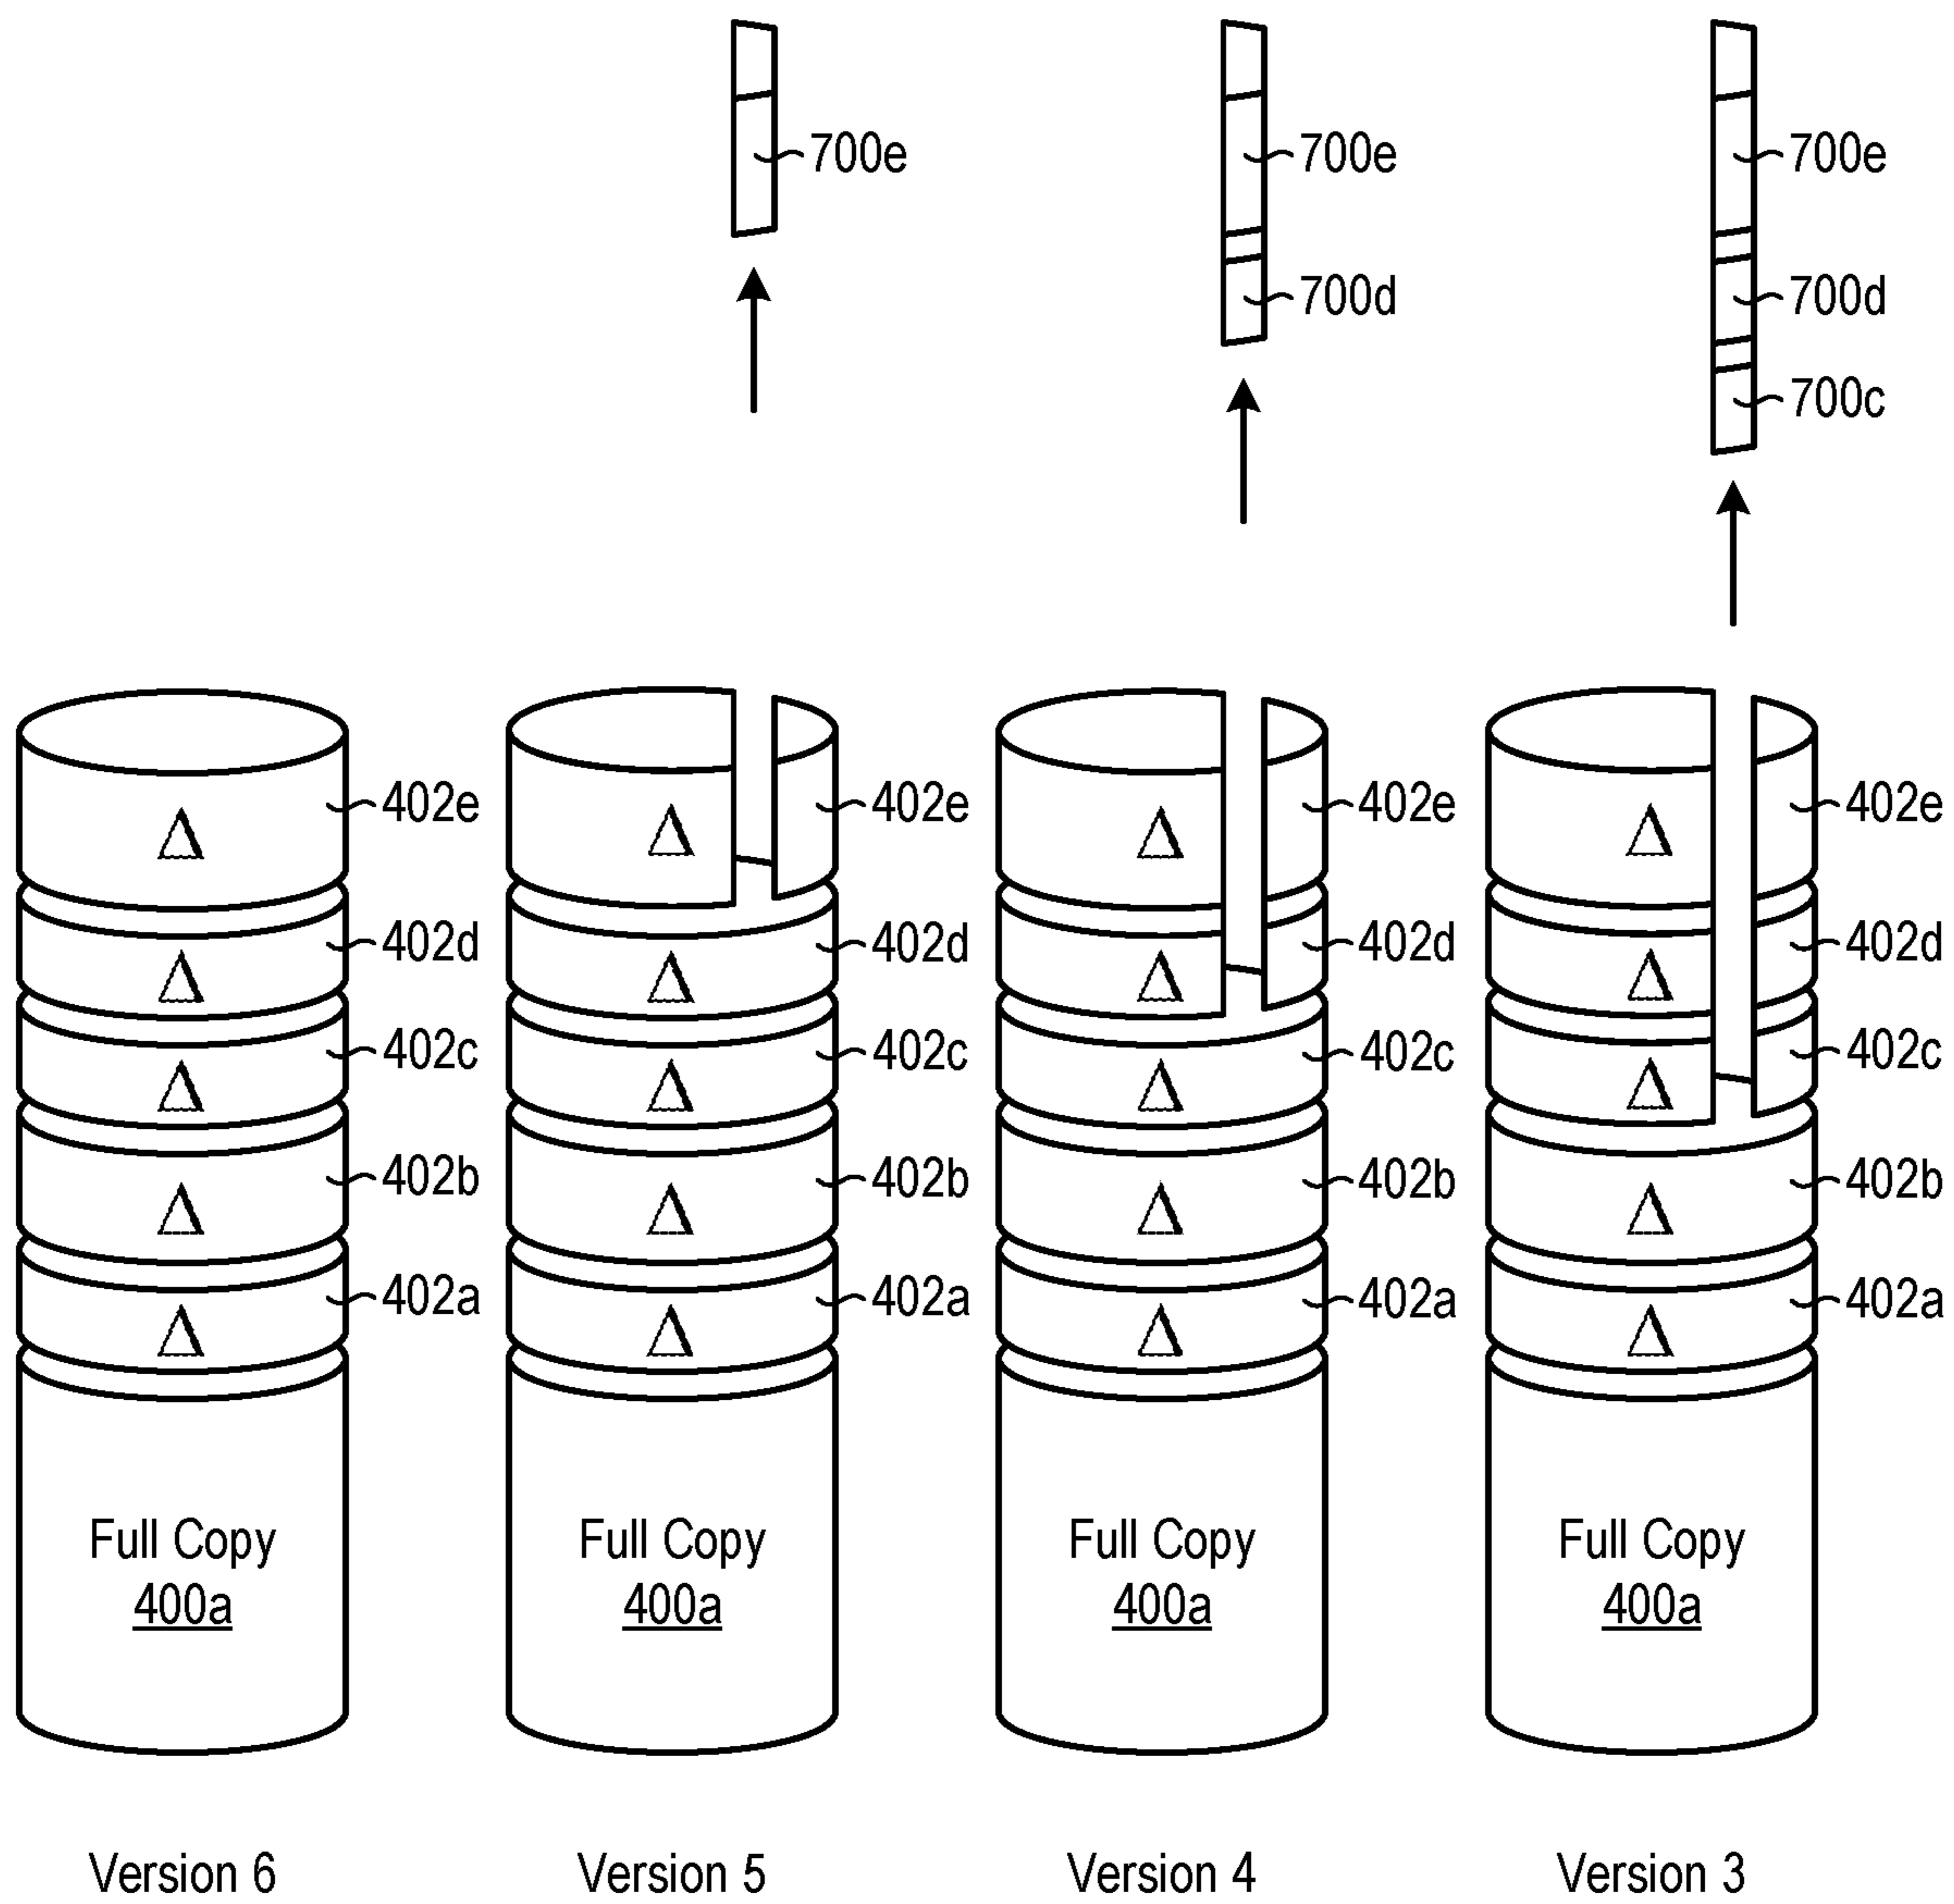 700e
700e
700e
700d
700d
700c
402e
402e
402e
402e
Δ
Δ
Δ
Δ
402d
402d
402d
402d
Δ
Δ
Δ
Δ
402c
402c
402c
402c
Δ
Δ
Δ
Δ
402b
402b
402b
402b
Δ
Δ
Δ
Δ
402a
402a
402a
402a
Δ
Δ
Δ
Δ
Full Copy
400a
Full Copy
400a
Full Copy
400a
Full Copy
400a
Version 6
Version 5
Version 4
Version 3